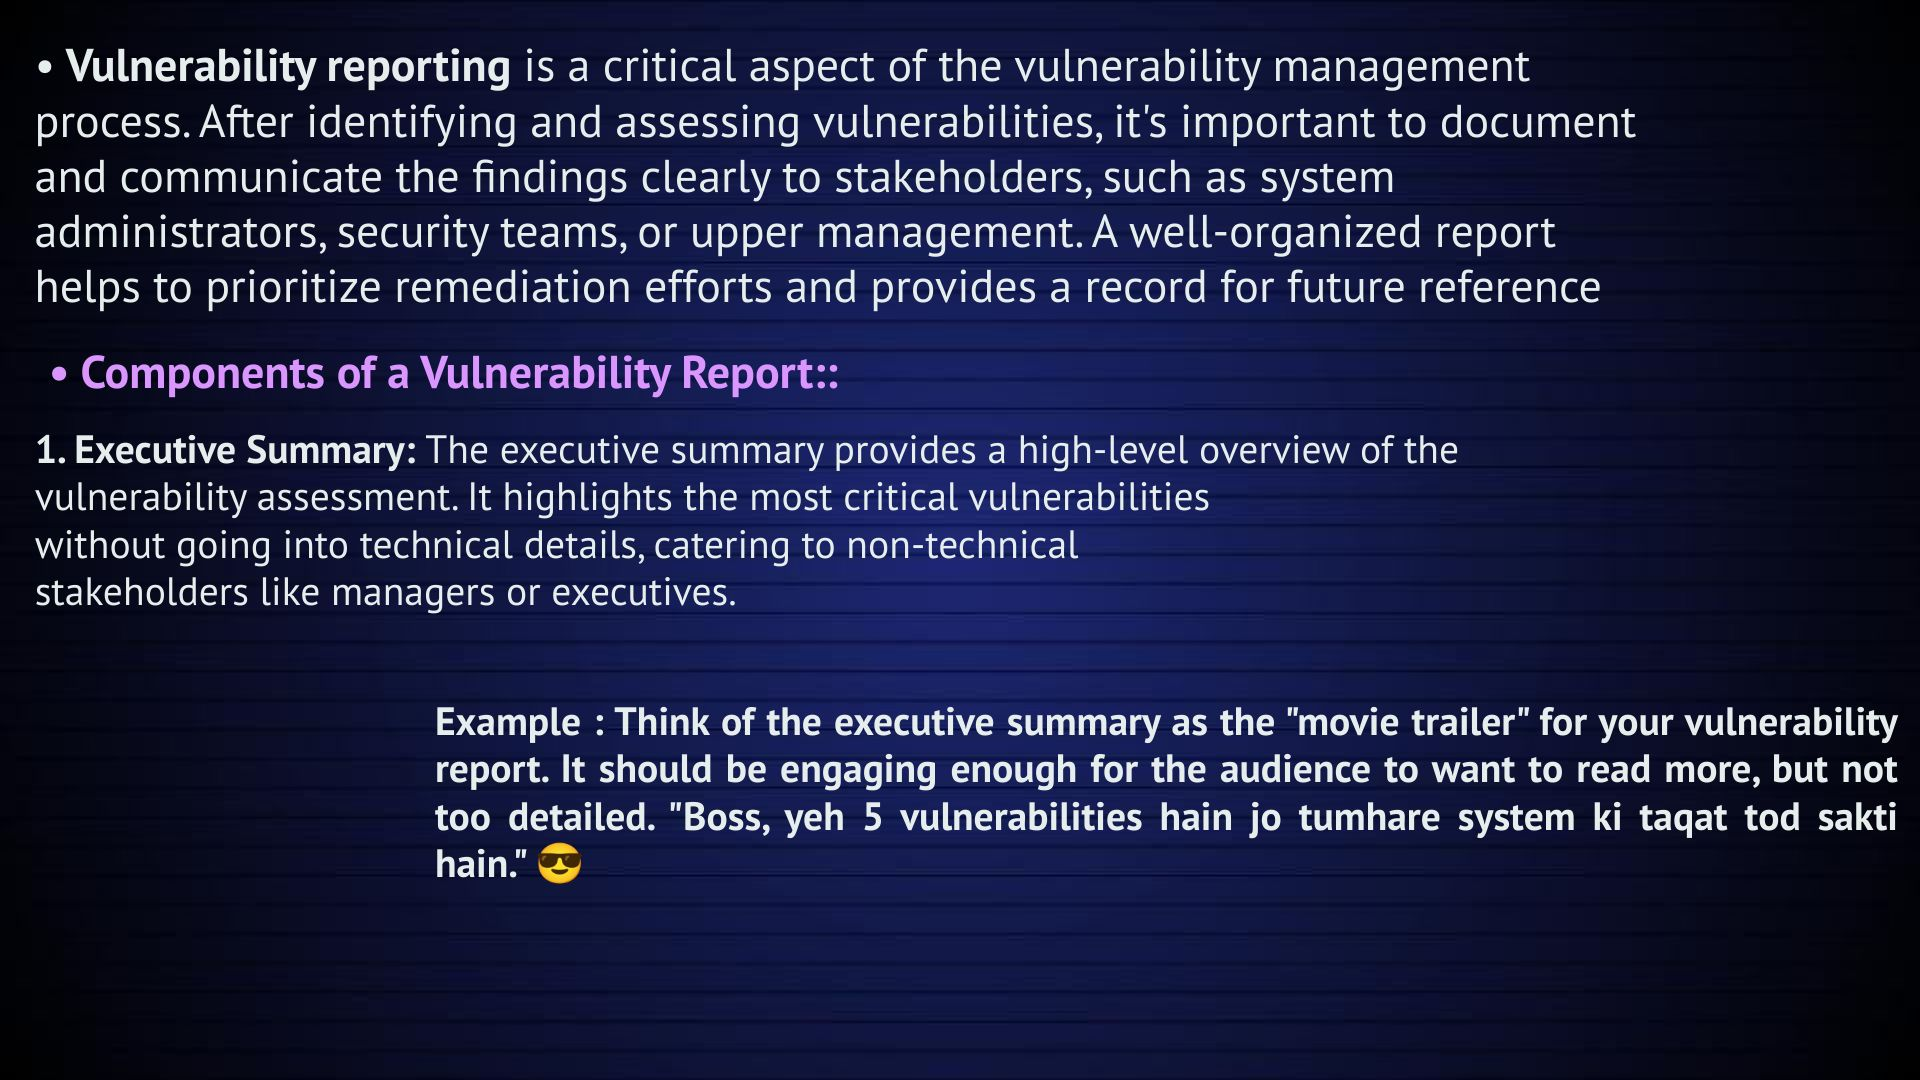 • Vulnerability reporting is a critical aspect of the vulnerability management
process. After identifying and assessing vulnerabilities, it's important to document
and communicate the findings clearly to stakeholders, such as system
administrators, security teams, or upper management. A well-organized report
helps to prioritize remediation efforts and provides a record for future reference
• Components of a Vulnerability Report::
1. Executive Summary: The executive summary provides a high-level overview of the
vulnerability assessment. It highlights the most critical vulnerabilities
without going into technical details, catering to non-technical
stakeholders like managers or executives.
Example : Think of the executive summary as the "movie trailer" for your vulnerability
report. It should be engaging enough for the audience to want to read more, but not
too detailed. "Boss, yeh 5 vulnerabilities hain jo tumhare system ki taqat tod sakti
hain." 😎